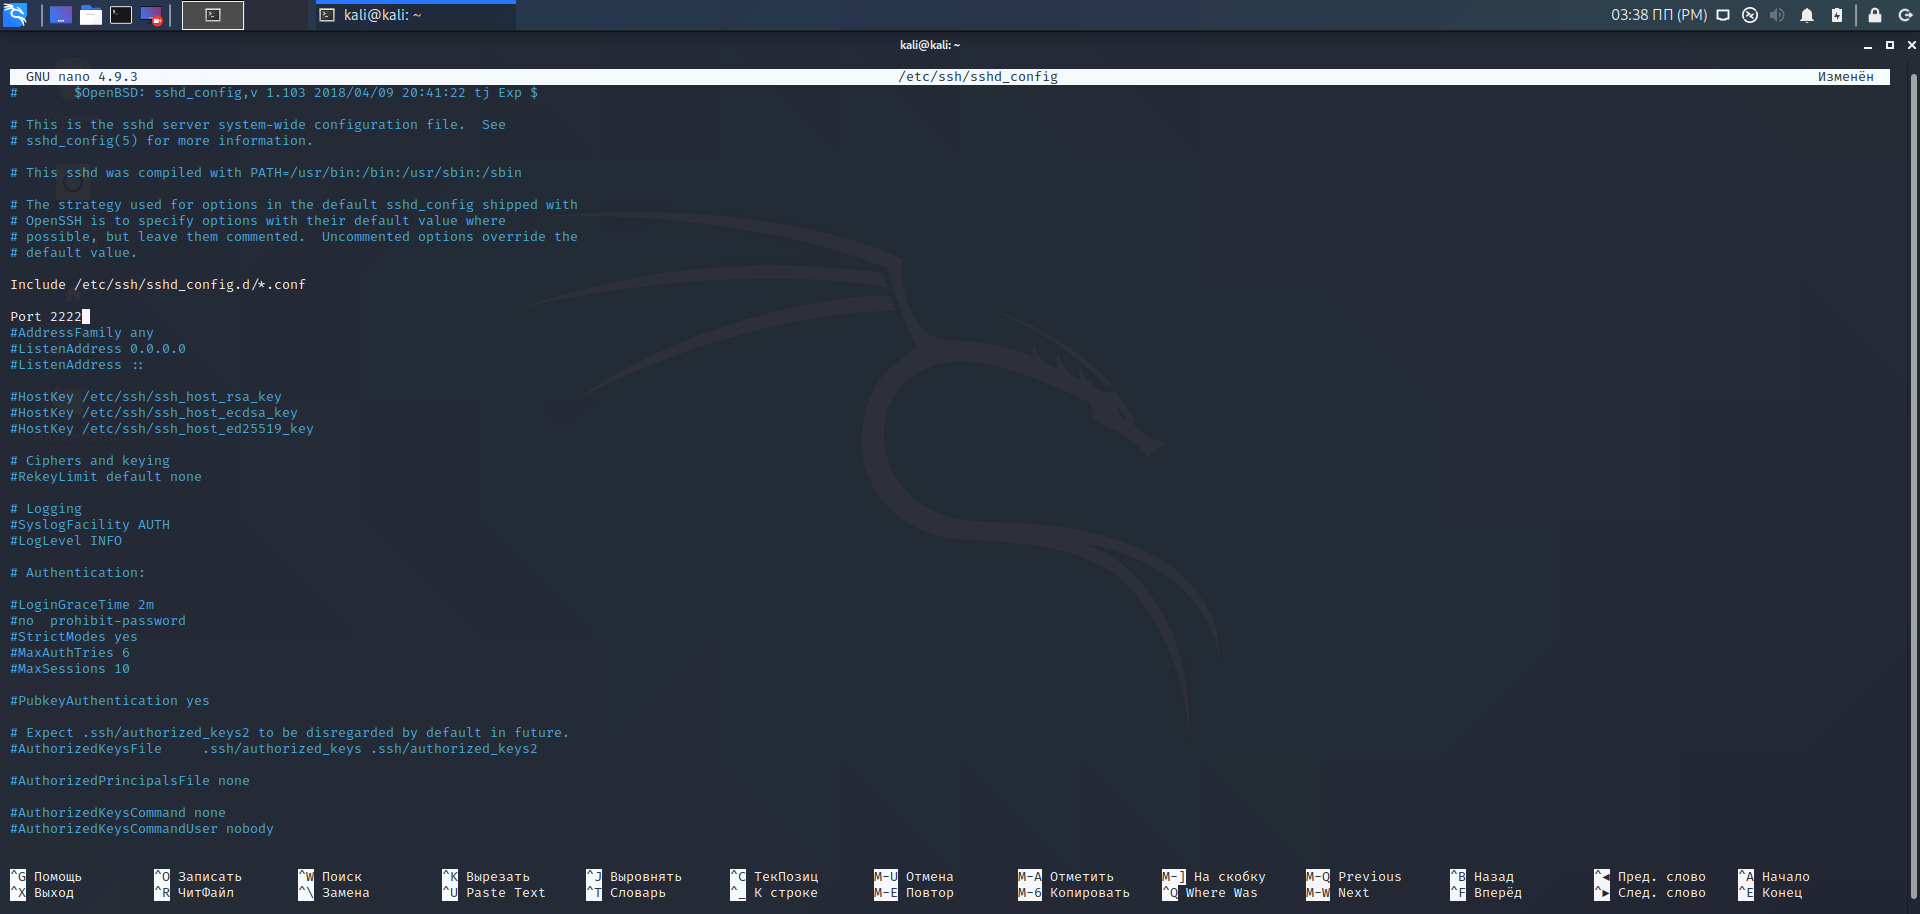 kali@kali: ~
03:38 ПП (PM)
kali@kali: ~
GNU nano 4.9.3 /etc/ssh/sshd_config Изменён
# $OpenBSD: sshd_config,v 1.103 2018/04/09 20:41:22 tj Exp $
# This is the sshd server system-wide configuration file. See
# sshd_config(5) for more information.
# This sshd was compiled with PATH=/usr/bin:/bin:/usr/sbin:/sbin
# The strategy used for options in the default sshd_config shipped with
# OpenSSH is to specify options with their default value where
# possible, but leave them commented. Uncommented options override the
# default value.
Include /etc/ssh/sshd_config.d/*.conf
Port 2222
#AddressFamily any
#ListenAddress 0.0.0.0
#ListenAddress ::
#HostKey /etc/ssh/ssh_host_rsa_key
#HostKey /etc/ssh/ssh_host_ecdsa_key
#HostKey /etc/ssh/ssh_host_ed25519_key
# Ciphers and keying
#RekeyLimit default none
# Logging
#SyslogFacility AUTH
#LogLevel INFO
# Authentication:
#LoginGraceTime 2m
#no prohibit-password
#StrictModes yes
#MaxAuthTries 6
#MaxSessions 10
#PubkeyAuthentication yes
# Expect .ssh/authorized_keys2 to be disregarded by default in future.
#AuthorizedKeysFile .ssh/authorized_keys .ssh/authorized_keys2
#AuthorizedPrincipalsFile none
#AuthorizedKeysCommand none
#AuthorizedKeysCommandUser nobody
^G Помощь ^O Записать ^W Поиск ^K Вырезать ^J Выровнять ^C ТекПозиц M-U Отмена M-A Отметить M-] На скобку M-Q Previous ^B Назад ^◄ Пред. слово ^A Начало
^X Выход ^R ЧитФайл ^\ Замена ^U Paste Text ^T Словарь ^_ К строке M-E Повтор M-6 Копировать ^Q Where Was M-W Next ^F Вперёд ^► След. слово ^E Конец